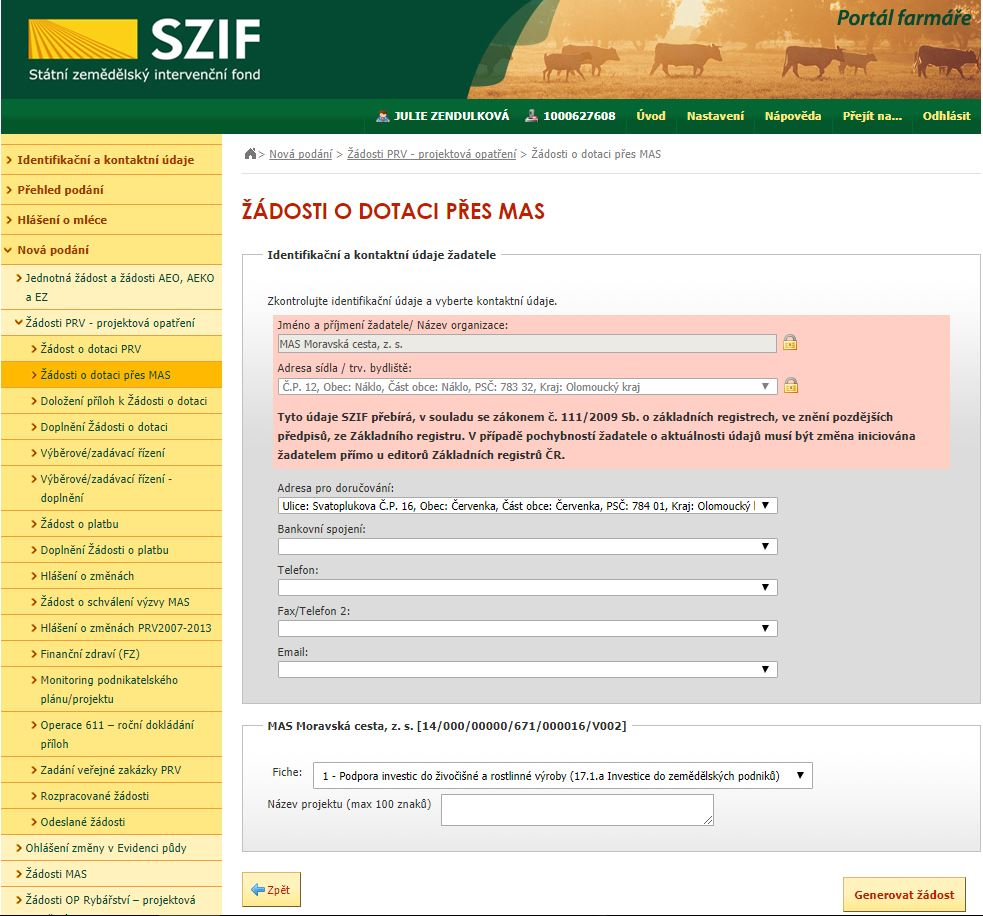 SZIF
Státní zemědělský intervenční fond
Portál farmáře
JULIE ZENDULKOVÁ 1000627608 Úvod Nastavení Nápověda Přejít na... Odhlásit
Identifikační a kontaktní údaje
Přehled podání
Hlášení o mléce
Nová podání
Jednotná žádost a žádosti AEO, AEKO
a EZ
Žádosti PRV - projektová opatření
Žádost o dotaci PRV
Žádosti o dotaci přes MAS
Doložení příloh k Žádosti o dotaci
Doplnění Žádosti o dotaci
Výběrové/zadávací řízení
Výběrové/zadávací řízení -
doplnění
Žádost o platbu
Doplnění Žádosti o platbu
Hlášení o změnách
Žádost o schválení výzvy MAS
Hlášení o změnách PRV2007-2013
Finanční zdraví (FZ)
Monitoring podnikatelského
plánu/projektu
Operace 611 – roční dokládání
příloh
Zadání veřejné zakázky PRV
Rozpracované žádosti
Odeslané žádosti
Ohlášení změny v Evidenci půdy
Žádosti MAS
Žádosti OP Rybářství – projektová
> Nová podání > Žádosti PRV - projektová opatření > Žádosti o dotaci přes MAS
ŽÁDOSTI O DOTACI PŘES MAS
Identifikační a kontaktní údaje žadatele
Zkontrolujte identifikační údaje a vyberte kontaktní údaje.
Jméno a příjmení žadatele/ Název organizace:
MAS Moravská cesta, z. s.
Adresa sídla / trv. bydliště:
Č.P. 12, Obec: Náklo, Část obce: Náklo, PSČ: 783 32, Kraj: Olomoucký kraj
Tyto údaje SZIF přebírá, v souladu se zákonem č. 111/2009 Sb. o základních registrech, ve znění pozdějších
předpisů, ze Základního registru. V případě pochybností žadatele o aktuálnosti údajů musí být změna iniciována
žadatelem přímo u editorů Základních registrů ČR.
Adresa pro doručování:
Ulice: Svatoplukova Č.P. 16, Obec: Červenka, Část obce: Červenka, PSČ: 784 01, Kraj: Olomoucký
Bankovní spojení:
Telefon:
Fax/Telefon 2:
Email:
MAS Moravská cesta, z. s. [14/000/00000/671/000016/V002]
Fiche: 1 - Podpora investic do živočišné a rostlinné výroby (17.1.a Investice do zemědělských podniků)
Název projektu (max 100 znaků)
Zpět
Generovat žádost